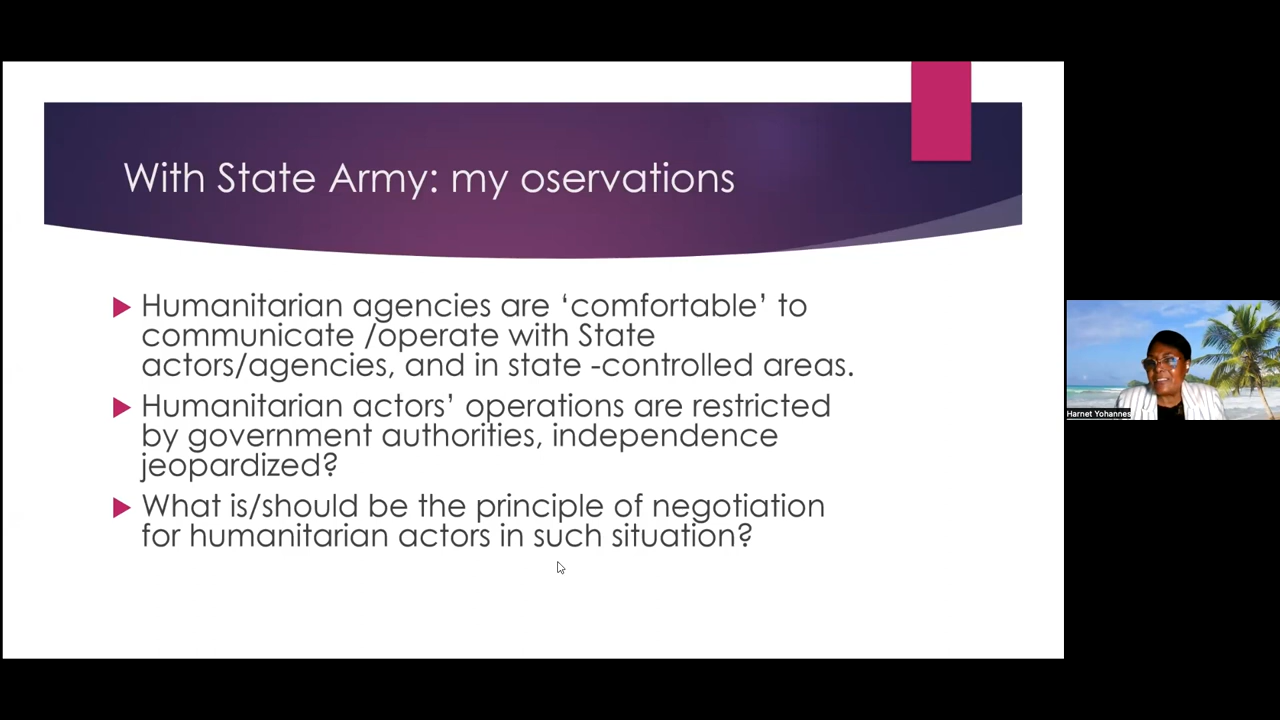 With State Army: my oservations
Humanitarian agencies are ‘comfortable’ to
communicate /operate with State
actors/agencies, and in state -controlled areas.
Humanitarian actors’ operations are restricted
by government authorities, independence
jeopardized?
What is/should be the principle of negotiation
for humanitarian actors in such situation?
Harnet Yohannes